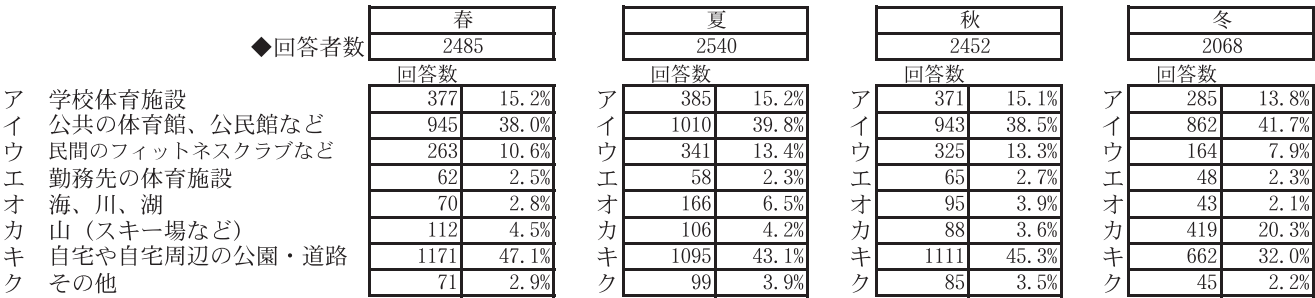 春 夏 秋 冬
◆回答者数 2485 2540 2452 2068
回答数 回答数 回答数 回答数
ア 学校体育施設 377 15.2% ア 385 15.2% ア 371 15.1% ア 285 13.8%
イ 公共の体育館、公民館など 945 38.0% イ 1010 39.8% イ 943 38.5% イ 862 41.7%
ウ 民間のフィットネスクラブなど 263 10.6% ウ 341 13.4% ウ 325 13.3% ウ 164 7.9%
エ 勤務先の体育施設 62 2.5% エ 58 2.3% エ 65 2.7% エ 48 2.3%
オ 海、川、湖 70 2.8% オ 166 6.5% オ 95 3.9% オ 43 2.1%
カ 山（スキー場など） 112 4.5% カ 106 4.2% カ 88 3.6% カ 419 20.3%
キ 自宅や自宅周辺の公園・道路 1171 47.1% キ 1095 43.1% キ 1111 45.3% キ 662 32.0%
ク その他 71 2.9% ク 99 3.9% ク 85 3.5% ク 45 2.2%